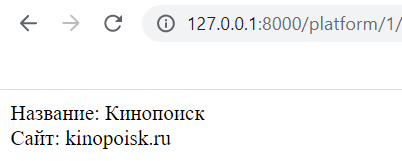 127.0.0.1:8000/platform/1/
Название: Кинопоиск
Сайт: kinopoisk.ru